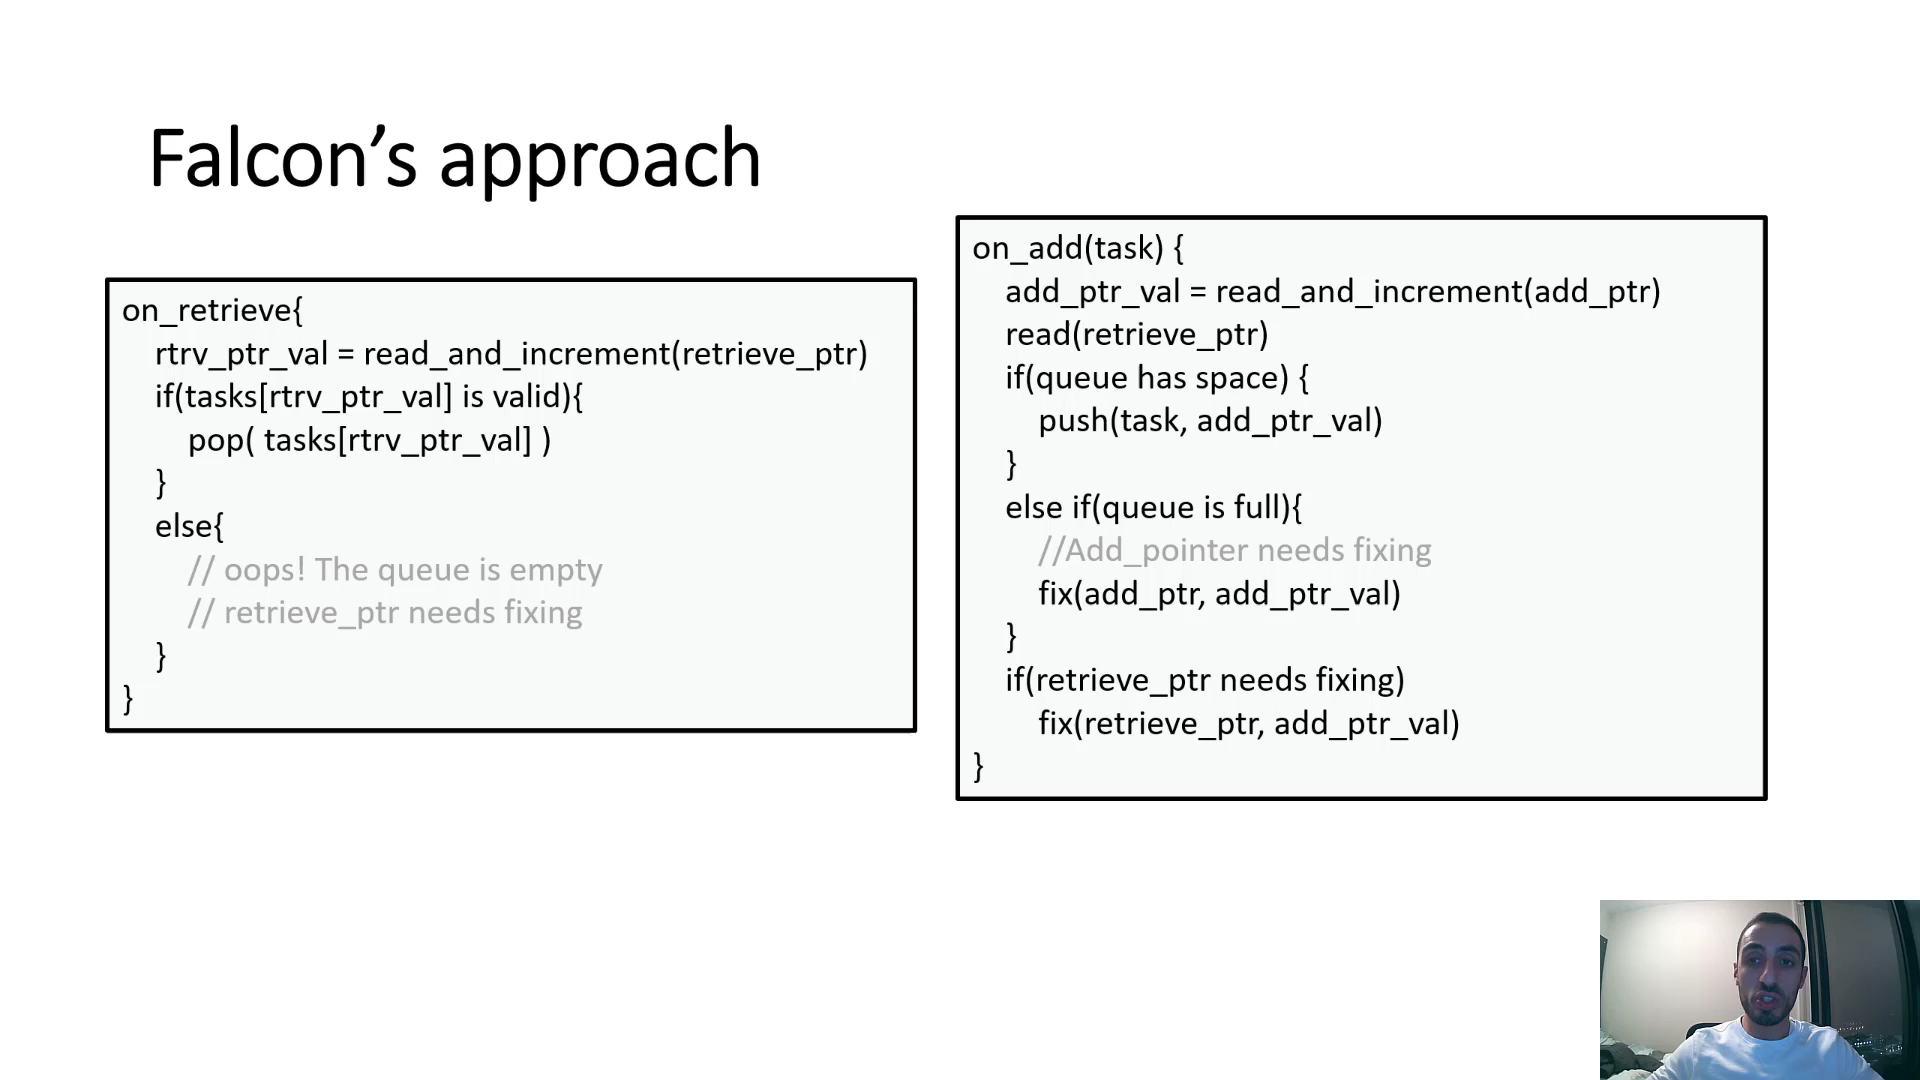 Falcon’s approach
on_retrieve{
rtrv_ptr_val = read_and_increment(retrieve_ptr)
if(tasks[rtrv_ptr_val] is valid){
pop( tasks[rtrv_ptr_val] )
}
else{
// oops! The queue is empty
// retrieve_ptr needs fixing
}
}
on_add(task) {
add_ptr_val = read_and_increment(add_ptr)
read(retrieve_ptr)
if(queue has space) {
push(task, add_ptr_val)
}
else if(queue is full){
//Add_pointer needs fixing
fix(add_ptr, add_ptr_val)
}
if(retrieve_ptr needs fixing)
fix(retrieve_ptr, add_ptr_val)
}